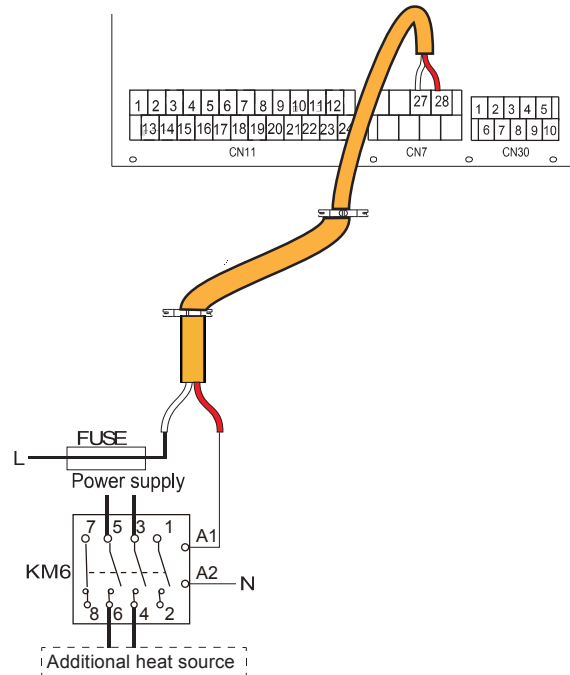 27 28
1 2 3 4 5 6 7 8 9 10 11 12
1 2 3 4 5
13 14 15 16 17 18 19 20 21 22 23 24
6 7 8 9 10
CN11 CN7 CN30
FUSE
L
Power supply
7 5 3 1
A1
KM6
A2 N
8 6 4 2
Additional heat source